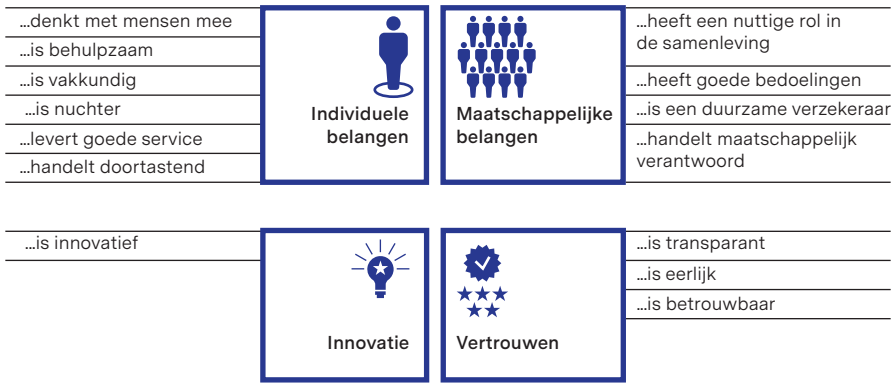 ...denkt met mensen mee
...is behulpzaam
...is vakkundig
...is nuchter
...levert goede service
...handelt doortastend
Individuele
belangen
Maatschappelijke
belangen
...heeft een nuttige rol in
de samenleving
...heeft goede bedoelingen
...is een duurzame verzekeraar
...handelt maatschappelijk
verantwoord
...is innovatief
Innovatie
Vertrouwen
...is transparant
...is eerlijk
...is betrouwbaar